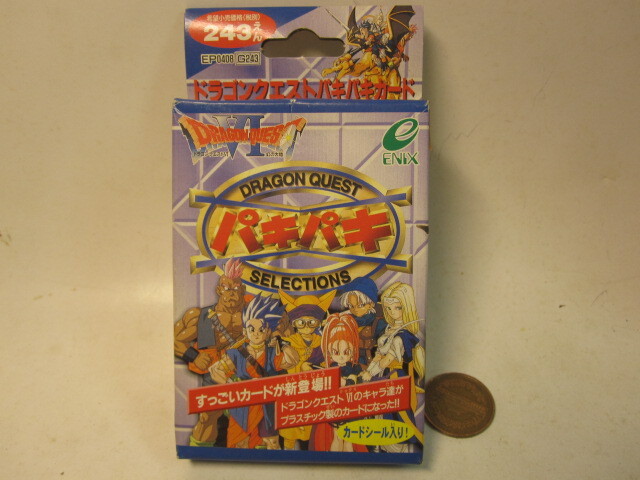 希望小売価格(税抜)
243えん
EP0408 G243
ドラゴンクエストパキパキカード
DRAGON QUEST
VI
ENIX
DRAGON QUEST
パキパキ
SELECTIONS
すっごいカードが新登場!!
ドラゴンクエストVIのキャラ達が
プラスチック製のカードになった!!
カードシール入り!